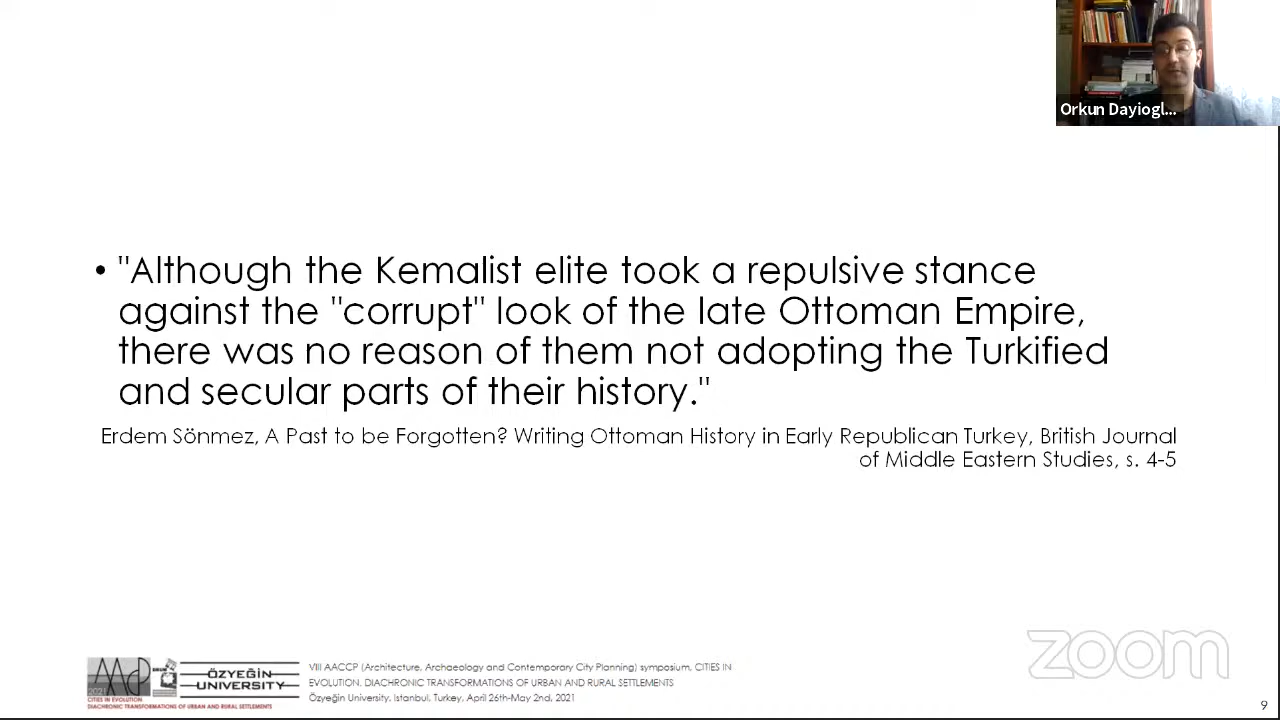 Orkun Dayiogl...
• "Although the Kemalist elite took a repulsive stance
against the "corrupt" look of the late Ottoman Empire,
there was no reason of them not adopting the Turkified
and secular parts of their history."
Erdem Sönmez, A Past to be Forgotten? Writing Ottoman History in Early Republican Turkey, British Journal
of Middle Eastern Studies, s. 4-5
zoom
AACCP
2021
CITIES IN EVOLUTION
DIACHRONIC TRANSFORMATIONS OF URBAN AND RURAL SETTLEMENTS
ÖZYEĞİN
UNIVERSITY
VIII AACCP (Architecture, Archaeology and Contemporary City Planning) symposium, CITIES IN
EVOLUTION. DIACHRONIC TRANSFORMATIONS OF URBAN AND RURAL SETTLEMENTS
Özyeğin University, Istanbul, Turkey, April 26th-May 2nd, 2021
9